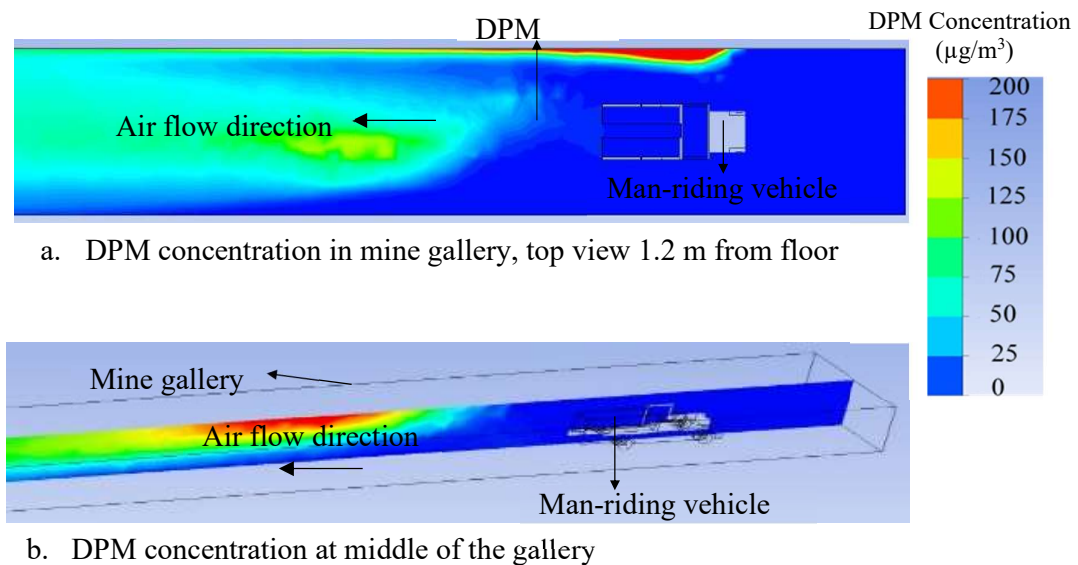 DPM
DPM Concentration
(µg/m³)
200
175
150
125
100
75
50
25
0
Air flow direction
Man-riding vehicle
a. DPM concentration in mine gallery, top view 1.2 m from floor
Mine gallery
Air flow direction
Man-riding vehicle
b. DPM concentration at middle of the gallery